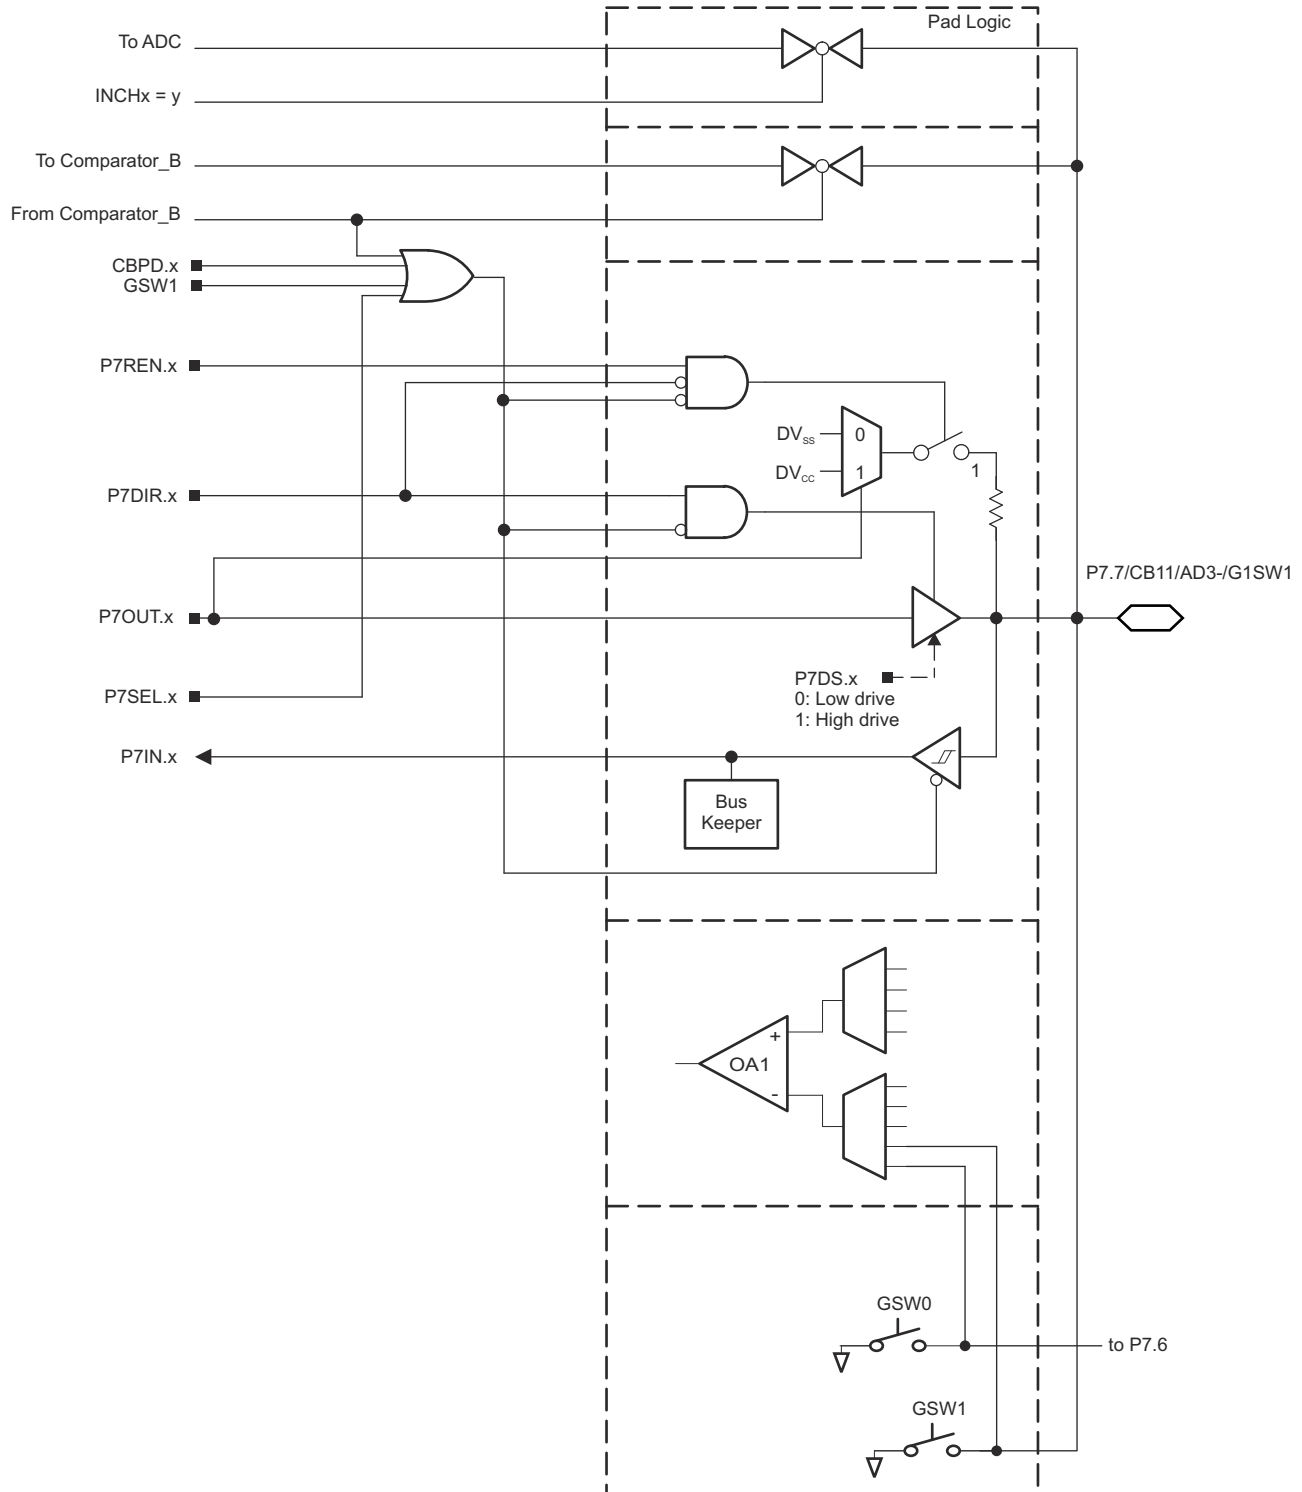 Pad Logic
To ADC
INCHx = y
To Comparator_B
From Comparator_B
CBPD.x
GSW1
P7REN.x
DVSS
0
DVCC
1
1
P7DIR.x
P7.7/CB11/AD3-/G1SW1
P7OUT.x
P7DS.x
0: Low drive
1: High drive
P7SEL.x
P7IN.x
Bus
Keeper
+
OA1
-
GSW0
to P7.6
GSW1